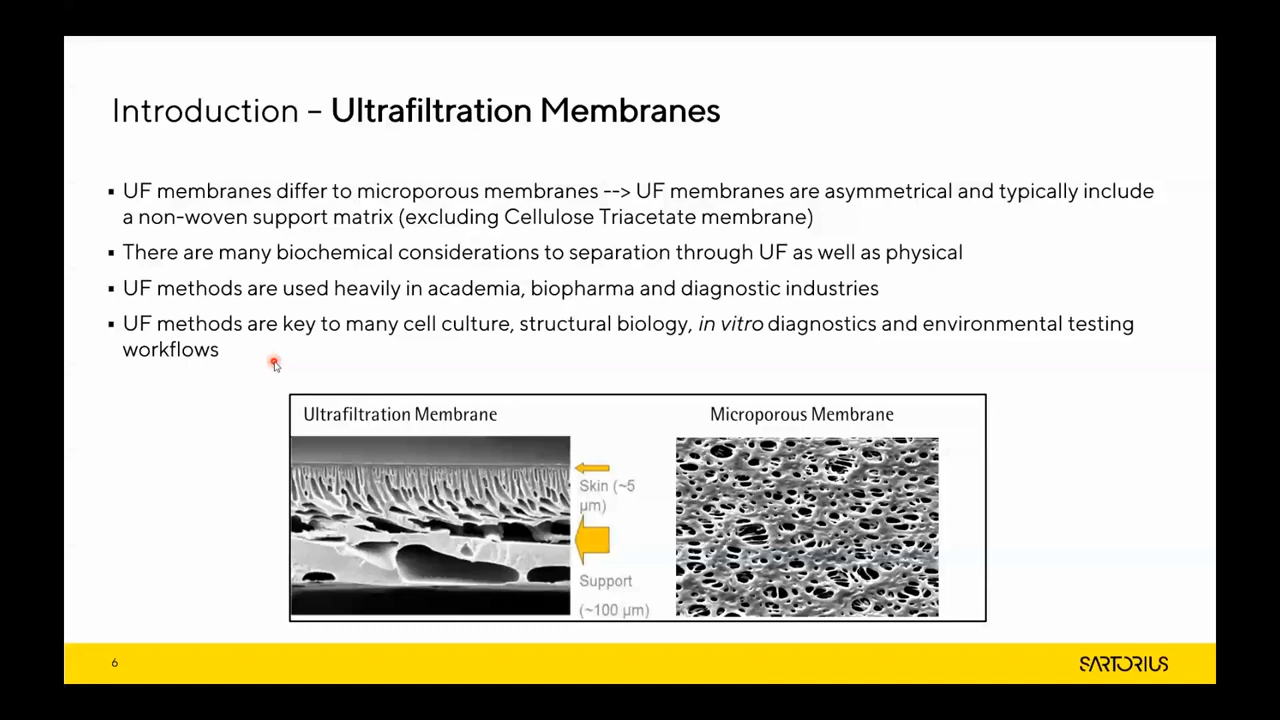 Introduction – Ultrafiltration Membranes
▪ UF membranes differ to microporous membranes --> UF membranes are asymmetrical and typically include
a non-woven support matrix (excluding Cellulose Triacetate membrane)
▪ There are many biochemical considerations to separation through UF as well as physical
▪ UF methods are used heavily in academia, biopharma and diagnostic industries
▪ UF methods are key to many cell culture, structural biology, in vitro diagnostics and environmental testing
workflows
Ultrafiltration Membrane
Microporous Membrane
Skin (~5
µm)
Support
(~100 µm)
6
SARTORIUS